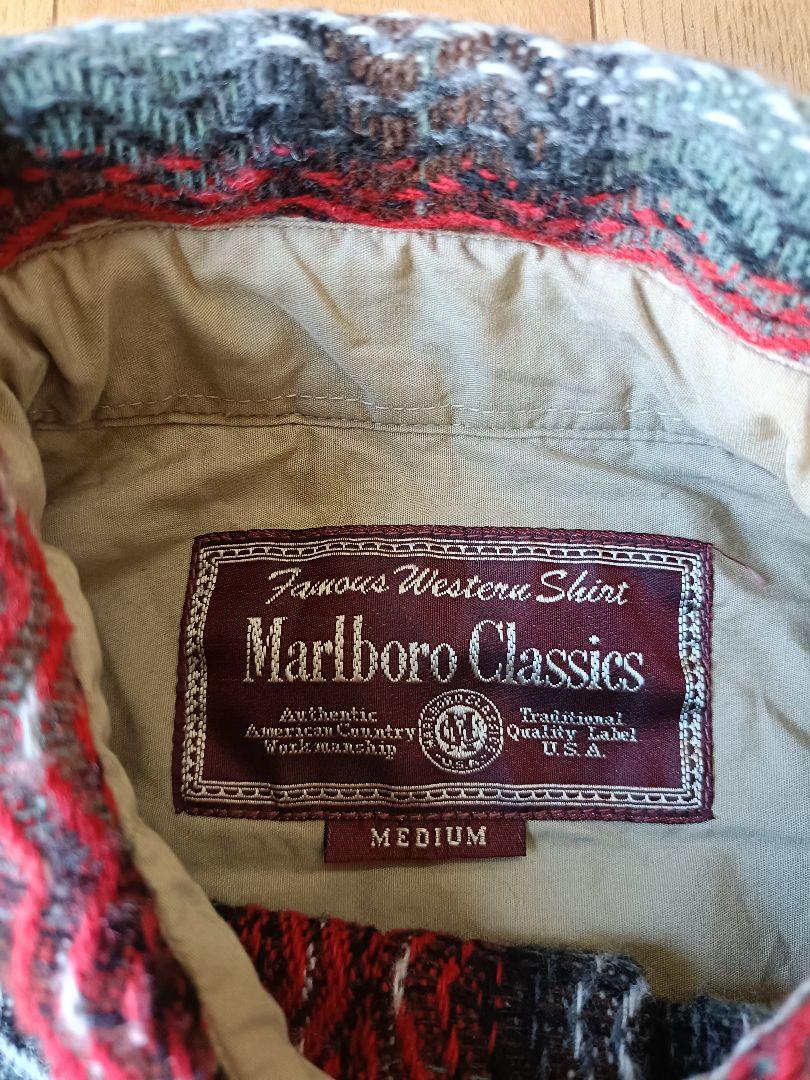 Famous Western Shirt
Marlboro Classics
Authentic
American Country
Workmanship
Traditional
Quality Label
U.S.A.
MEDIUM